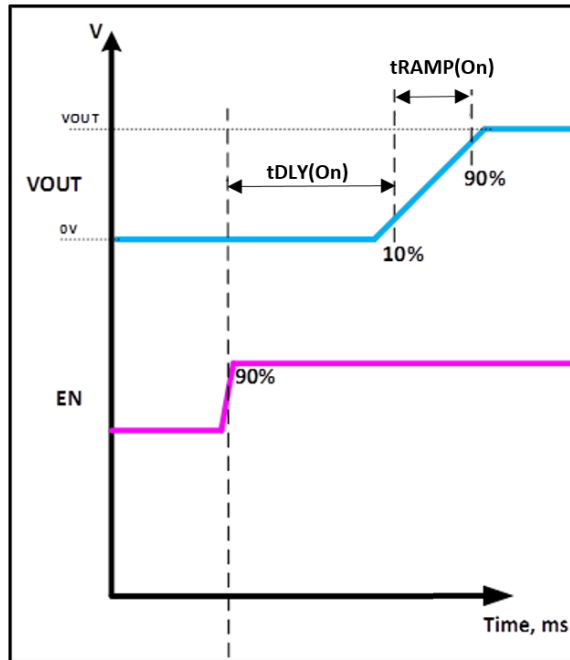 V
tRAMP(On)
VOUT
VOUT
tDLY(On)
90%
0V
10%
90%
EN
Time, ms